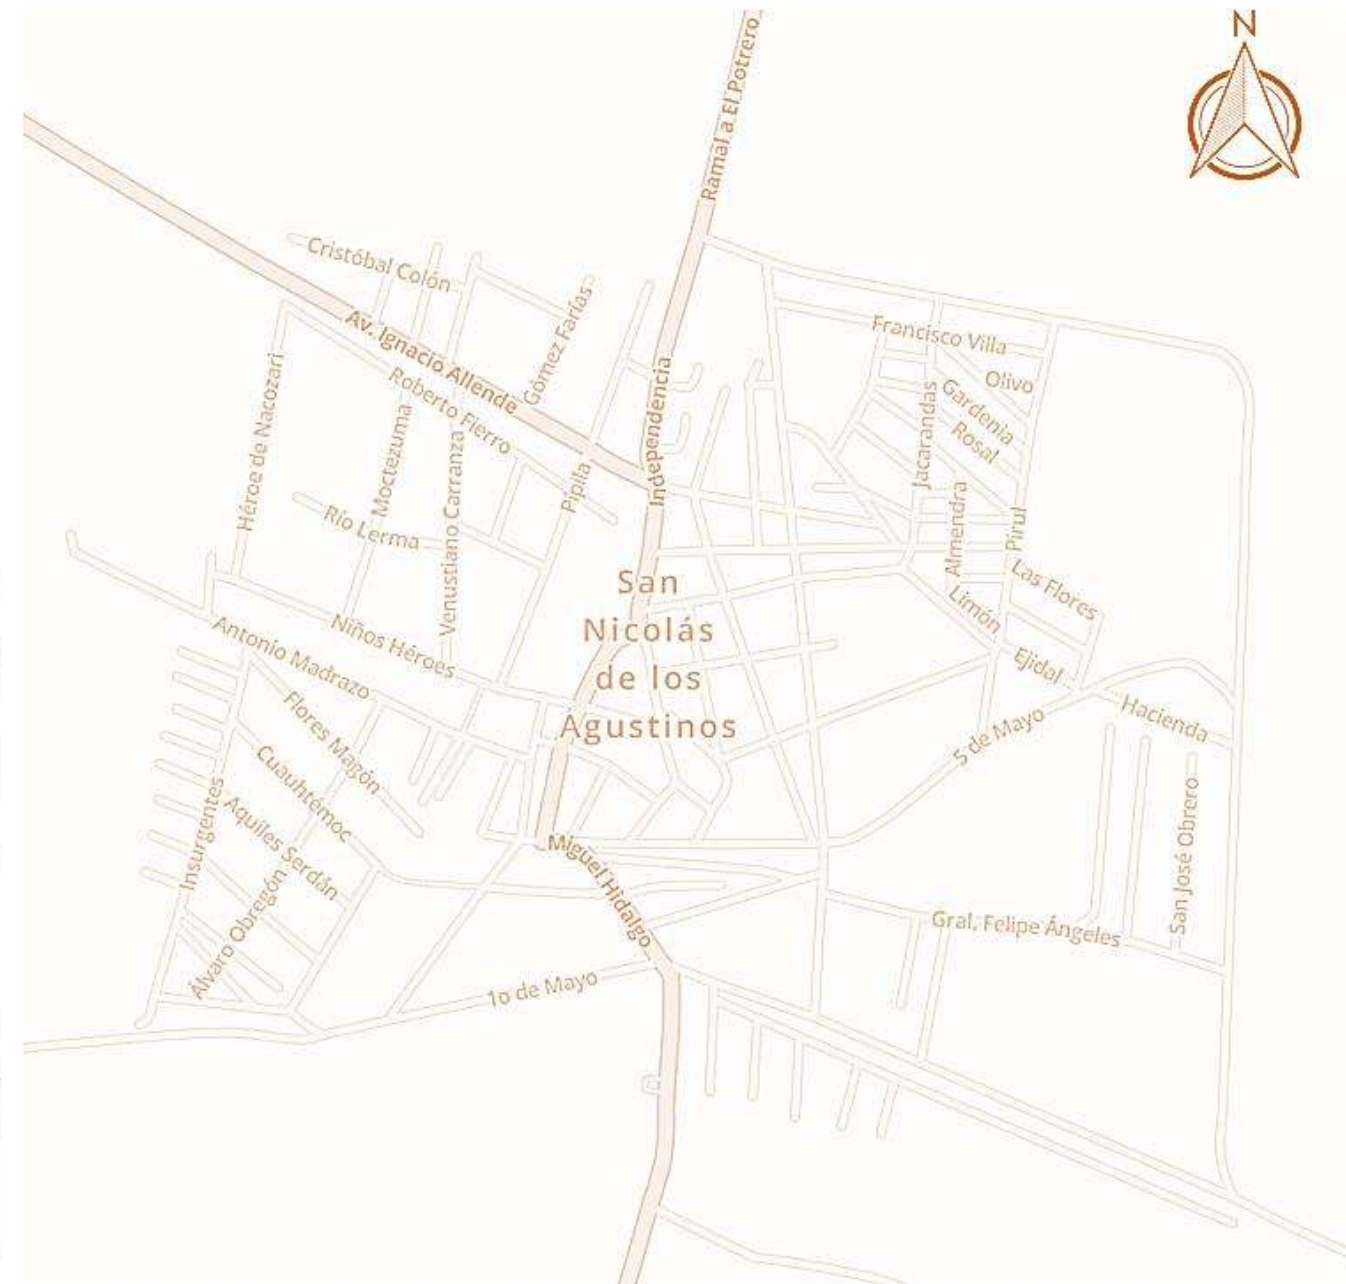 N
Ramal a El Potrero
Cristóbal Colón
Av. Ignacio Allende
Gómez Farías
Francisco Villa
Olivo
Gardenia
Rosal
Jacarandas
Independencia
Roberto Fierro
Héroe de Nacozari
Moctezuma
Venustiano Carranza
Pípila
Río Lerma
Almendra
Pirul
Las Flores
Limón
San
Nicolás
de los
Agustinos
Niños Héroes
Antonio Madrazo
Ejidal
Hacienda
5 de Mayo
Flores Magón
Cuauhtémoc
Aquiles Serdán
Insurgentes
Álvaro Obregón
Miguel Hidalgo
San José Obrero
Gral. Felipe Ángeles
1o de Mayo